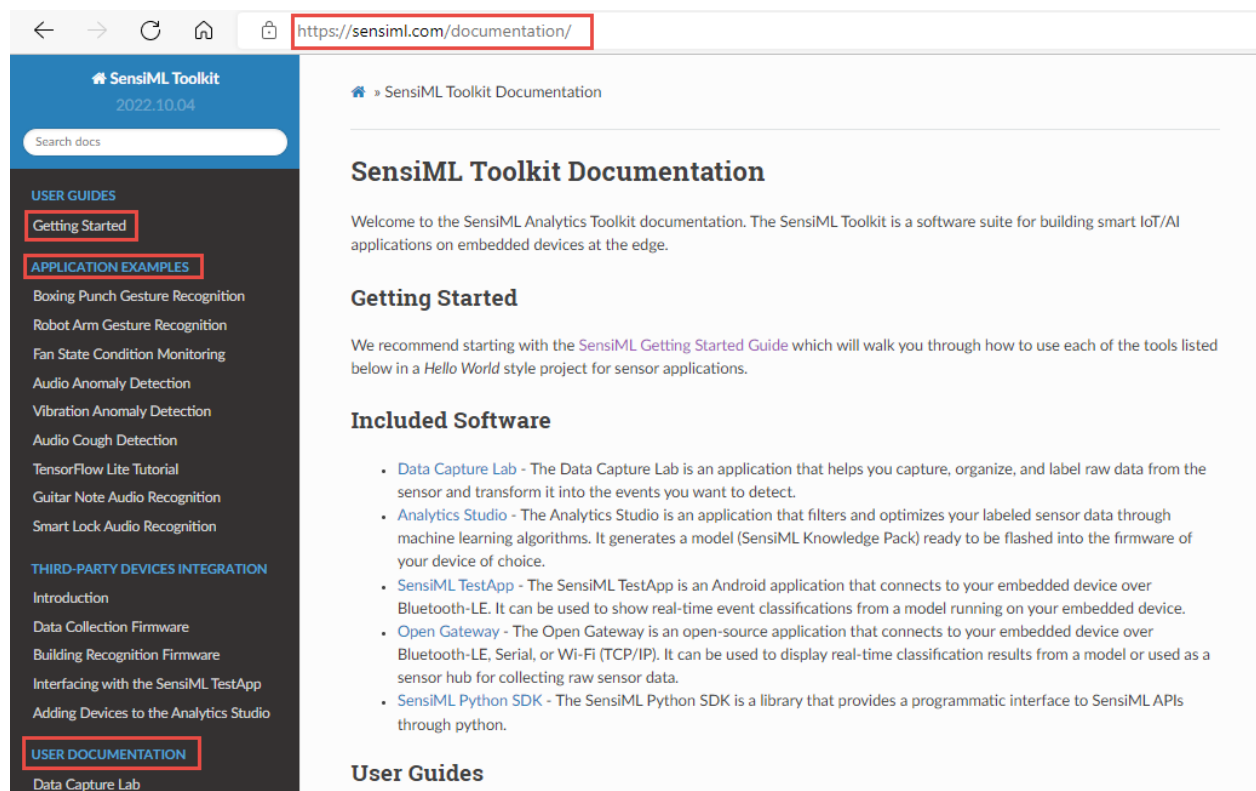 https://sensiml.com/documentation/
SensiML Toolkit
2022.10.04
Search docs
USER GUIDES
Getting Started
APPLICATION EXAMPLES
Boxing Punch Gesture Recognition
Robot Arm Gesture Recognition
Fan State Condition Monitoring
Audio Anomaly Detection
Vibration Anomaly Detection
Audio Cough Detection
TensorFlow Lite Tutorial
Guitar Note Audio Recognition
Smart Lock Audio Recognition
THIRD-PARTY DEVICES INTEGRATION
Introduction
Data Collection Firmware
Building Recognition Firmware
Interfacing with the SensiML TestApp
Adding Devices to the Analytics Studio
USER DOCUMENTATION
Data Capture Lab
» SensiML Toolkit Documentation
SensiML Toolkit Documentation
Welcome to the SensiML Analytics Toolkit documentation. The SensiML Toolkit is a software suite for building smart IoT/AI
applications on embedded devices at the edge.
Getting Started
We recommend starting with the SensiML Getting Started Guide which will walk you through how to use each of the tools listed
below in a Hello World style project for sensor applications.
Included Software
• Data Capture Lab - The Data Capture Lab is an application that helps you capture, organize, and label raw data from the
sensor and transform it into the events you want to detect.
• Analytics Studio - The Analytics Studio is an application that filters and optimizes your labeled sensor data through
machine learning algorithms. It generates a model (SensiML Knowledge Pack) ready to be flashed into the firmware of
your device of choice.
• SensiML TestApp - The SensiML TestApp is an Android application that connects to your embedded device over
Bluetooth-LE. It can be used to show real-time event classifications from a model running on your embedded device.
• Open Gateway - The Open Gateway is an open-source application that connects to your embedded device over
Bluetooth-LE, Serial, or Wi-Fi (TCP/IP). It can be used to display real-time classification results from a model or used as a
sensor hub for collecting raw sensor data.
• SensiML Python SDK - The SensiML Python SDK is a library that provides a programmatic interface to SensiML APIs
through python.
User Guides